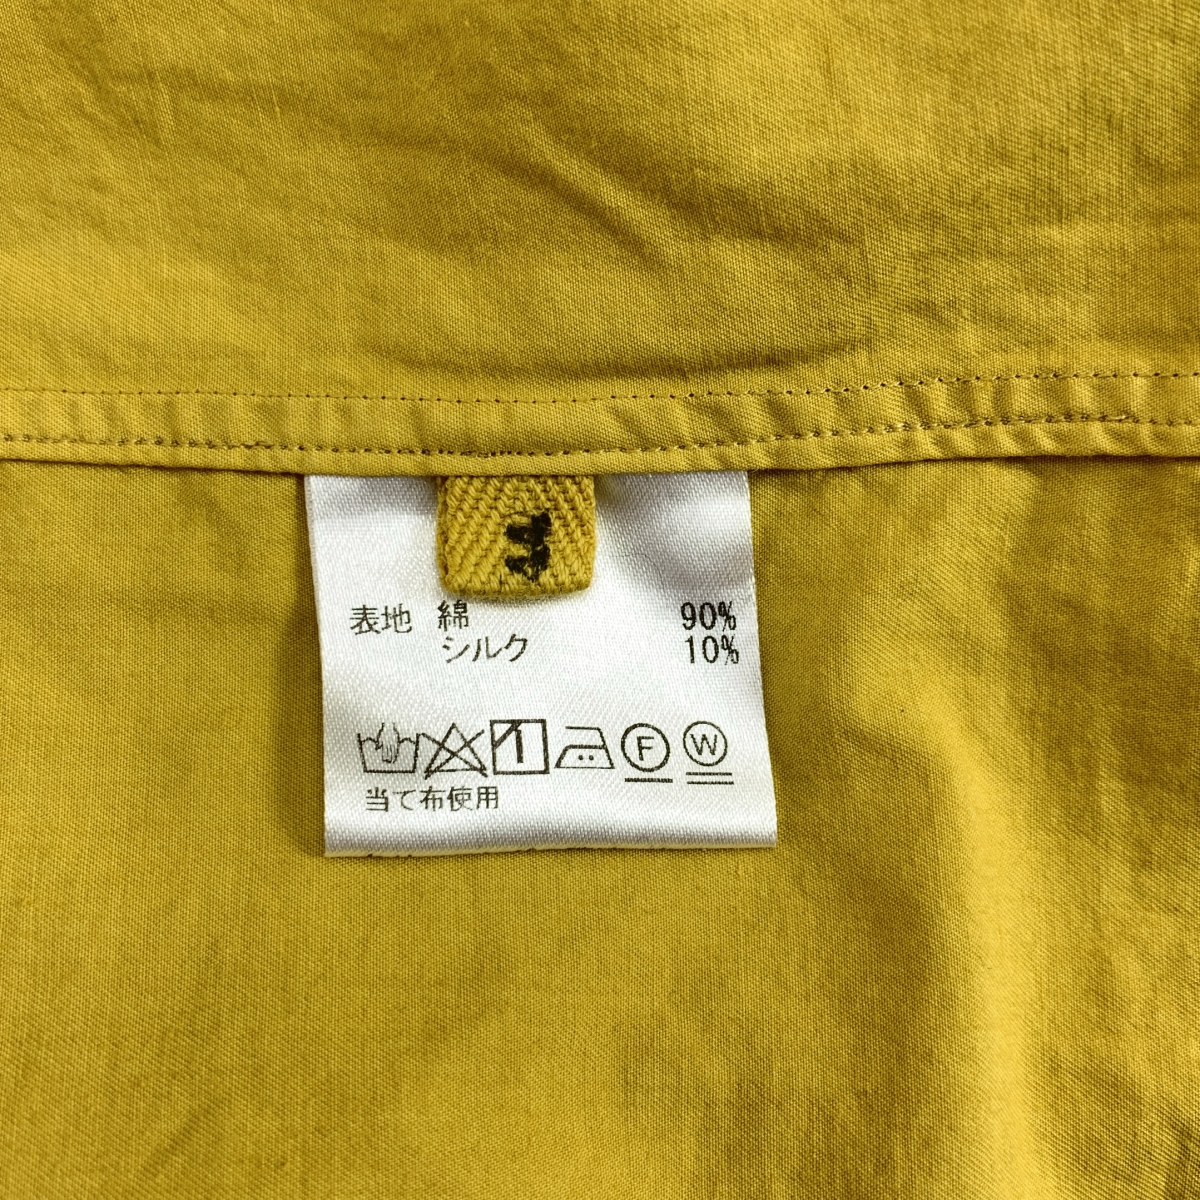 表地 綿 90%
シルク 10%
F W
当て布使用